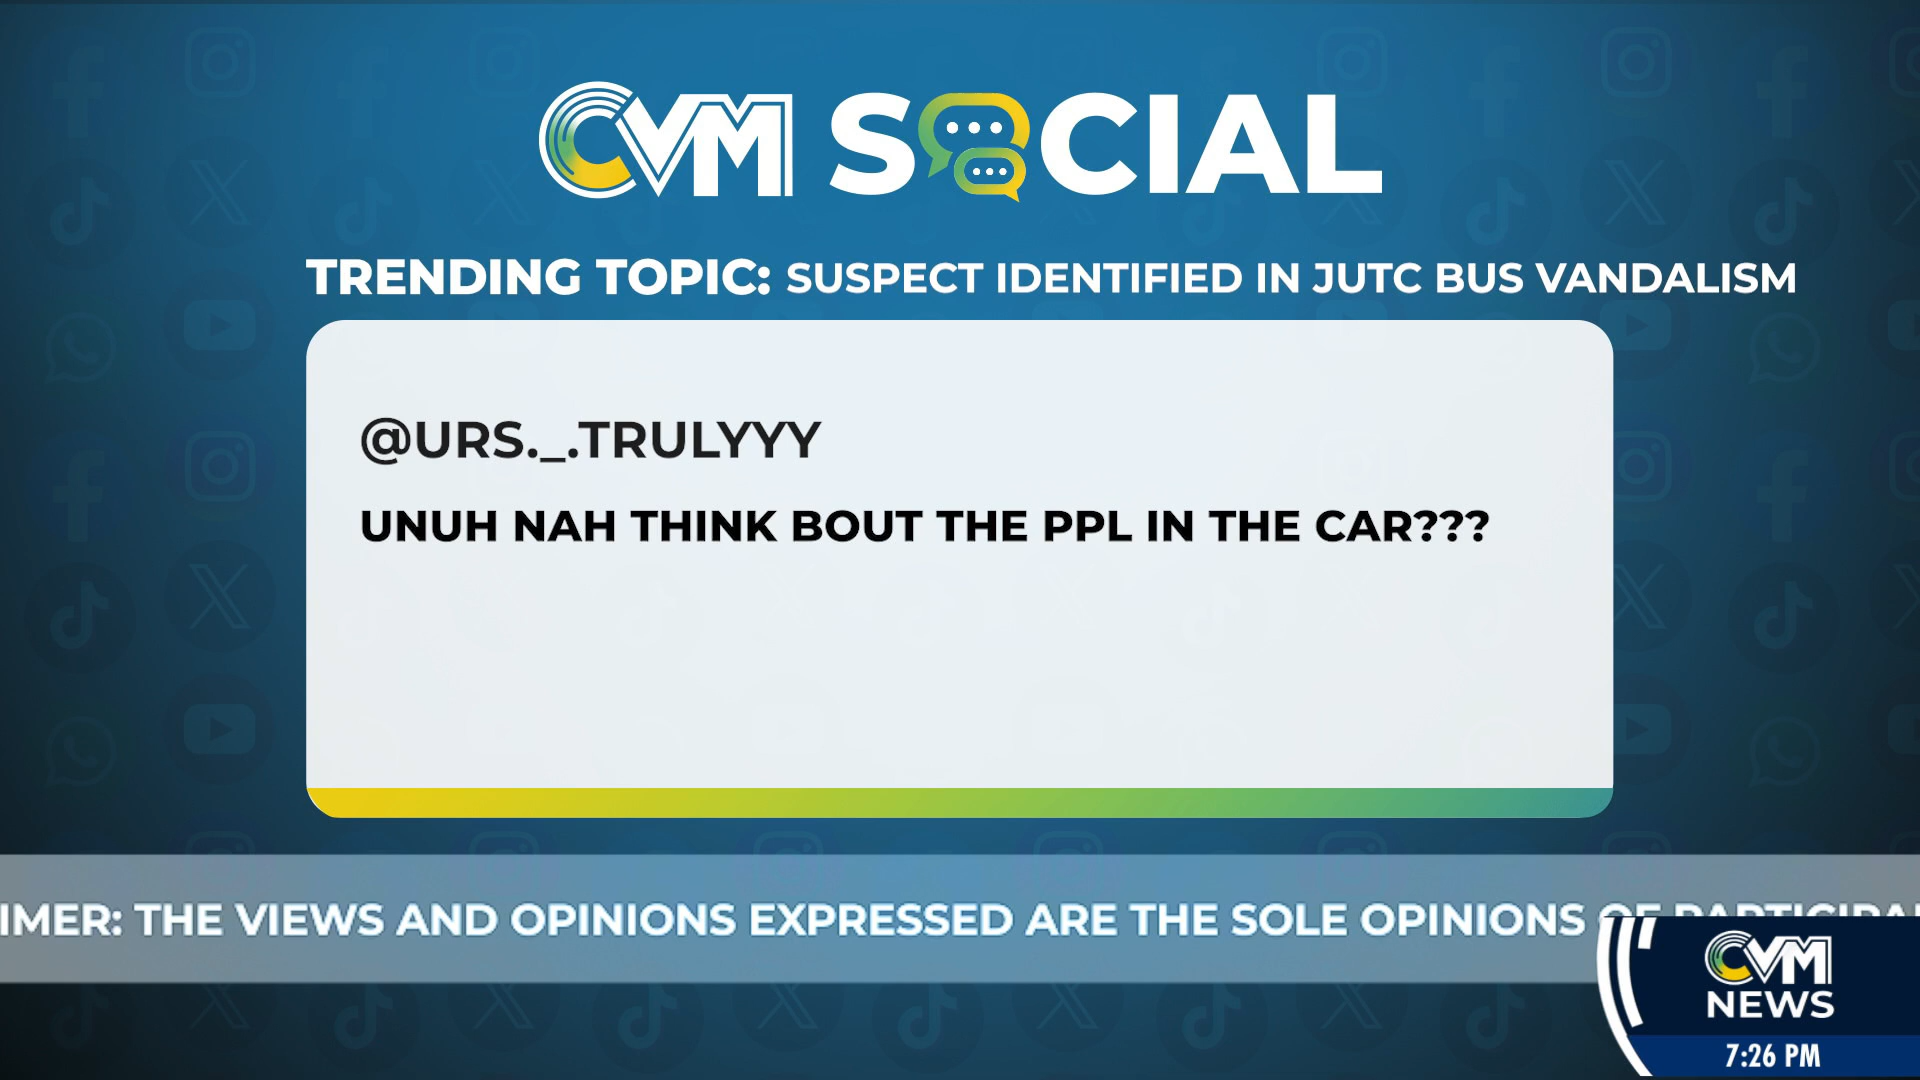 CVM SOCIAL
TRENDING TOPIC: SUSPECT IDENTIFIED IN JUTC BUS VANDALISM
@URS._.TRULYYY
UNUH NAH THINK BOUT THE PPL IN THE CAR???
IMER: THE VIEWS AND OPINIONS EXPRESSED ARE THE SOLE OPINIONS
CVM
NEWS
7:26 PM